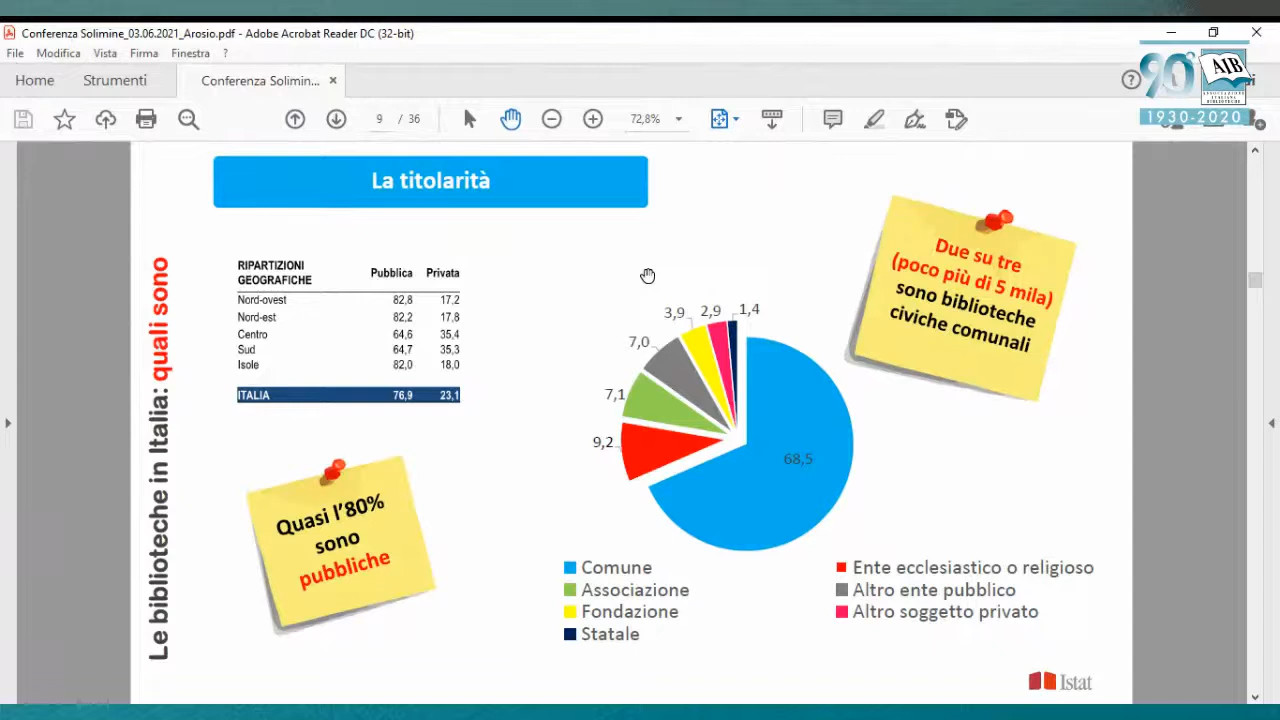 Conferenza Solimine_03.06.2021_Arosio.pdf - Adobe Acrobat Reader DC (32-bit)
File Modifica Vista Firma Finestra ?
Home Strumenti Conferenza Solimin... ×
9 / 36 72,8%
90° AIB
ASSOCIAZIONE ITALIANA BIBLIOTECHE
1930-2020
La titolarità
Le biblioteche in Italia: quali sono
RIPARTIZIONI
GEOGRAFICHE Pubblica Privata
Nord-ovest 82,8 17,2
Nord-est 82,2 17,8
Centro 64,6 35,4
Sud 64,7 35,3
Isole 82,0 18,0
ITALIA 76,9 23,1
Due su tre
(poco più di 5 mila)
sono biblioteche
civiche comunali
3,9 2,9 1,4
7,0
7,1
9,2
68,5
Quasi l'80%
sono
pubbliche
Comune Ente ecclesiastico o religioso
Associazione Altro ente pubblico
Fondazione Altro soggetto privato
Statale
Istat